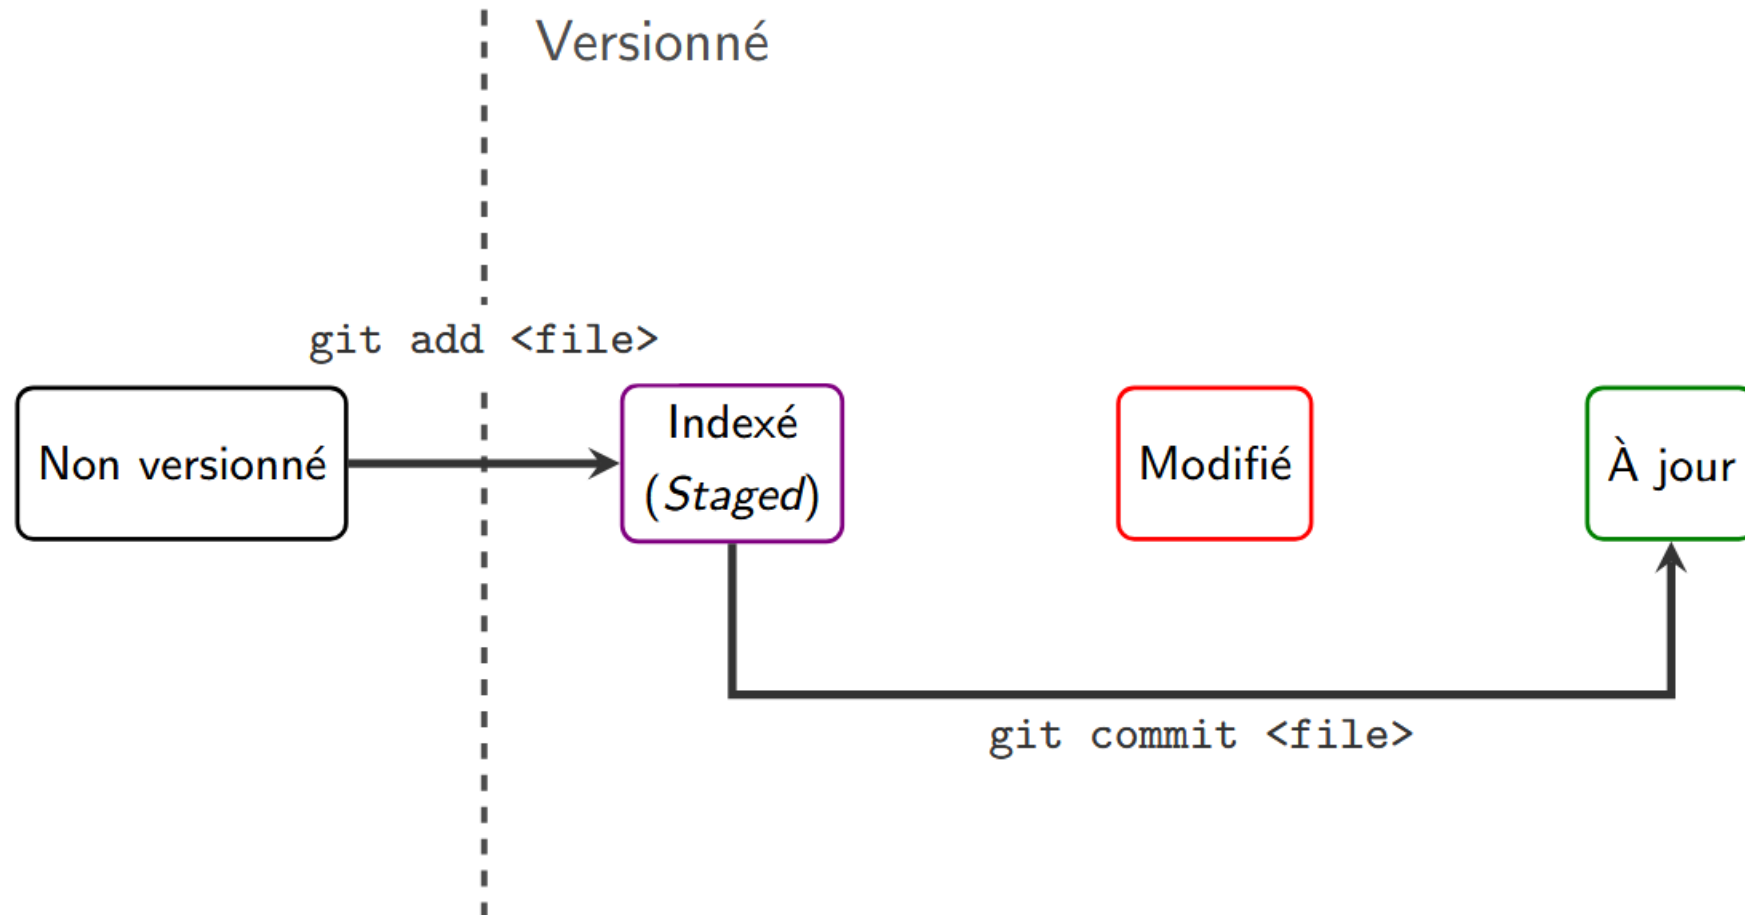 Versionné
git add <file>
Non versionné
Indexé
(Staged)
Modifié
À jour
git commit <file>